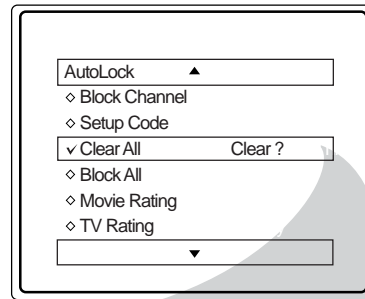 AutoLock ▲
◇ Block Channel
◇ Setup Code
✓ Clear All Clear ?
◇ Block All
◇ Movie Rating
◇ TV Rating
▼